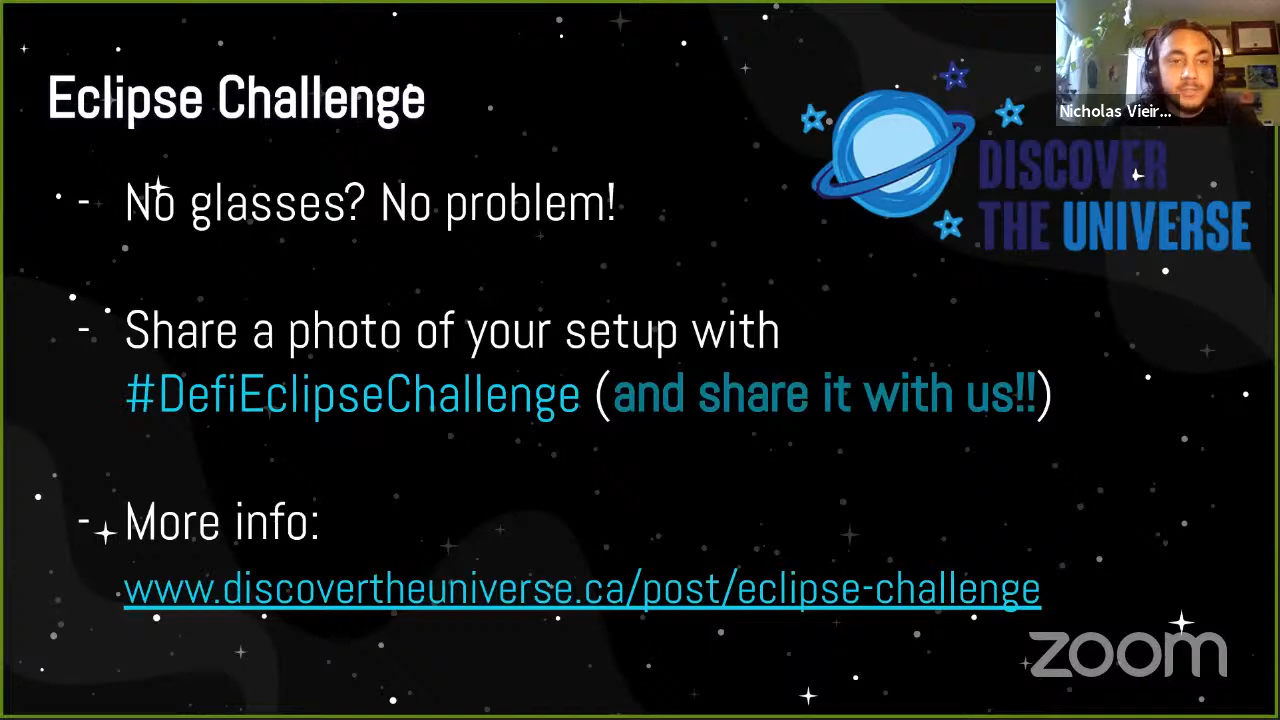 Eclipse Challenge
Nicholas Vieir...
DISCOVER
THE UNIVERSE
- No glasses? No problem!
- Share a photo of your setup with
#DefiEclipseChallenge (and share it with us!!)
- More info:
www.discovertheuniverse.ca/post/eclipse-challenge
zoom